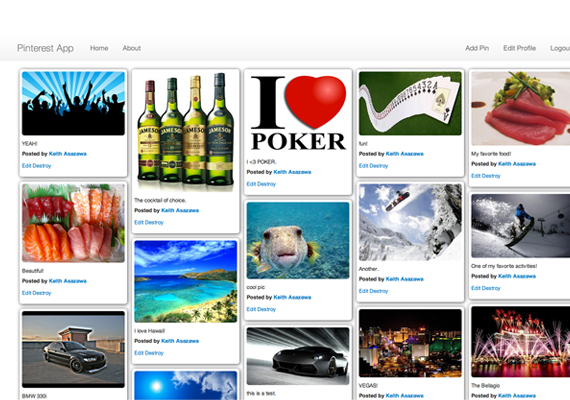 Pinterest App
Home
About
Add Pin
Edit Profile
Logou
YEAH!
Posted by Keith Asazawa
Edit Destroy
Beautiful!
Posted by Keith Asazawa
Edit Destroy
BMW 330i
JAMESON
JAMESON
JAMESON
JAMESON
The cocktail of choice.
Posted by Keith Asazawa
Edit Destroy
I love Hawaii!
Posted by Keith Asazawa
Edit Destroy
I
POKER
I <3 POKER.
Posted by Keith Asazawa
Edit Destroy
cool pic
Posted by Keith Asazawa
Edit Destroy
this is a test.
fun!
Posted by Keith Asazawa
Edit Destroy
Another..
Posted by Keith Asazawa
Edit Destroy
VEGAS!
Posted by Keith Asazawa
My favorite food!
Posted by Keith Asazawa
Edit Destroy
One of my favorite activities!
Posted by Keith Asazawa
Edit Destroy
The Bellagio
Posted by Keith Asazawa